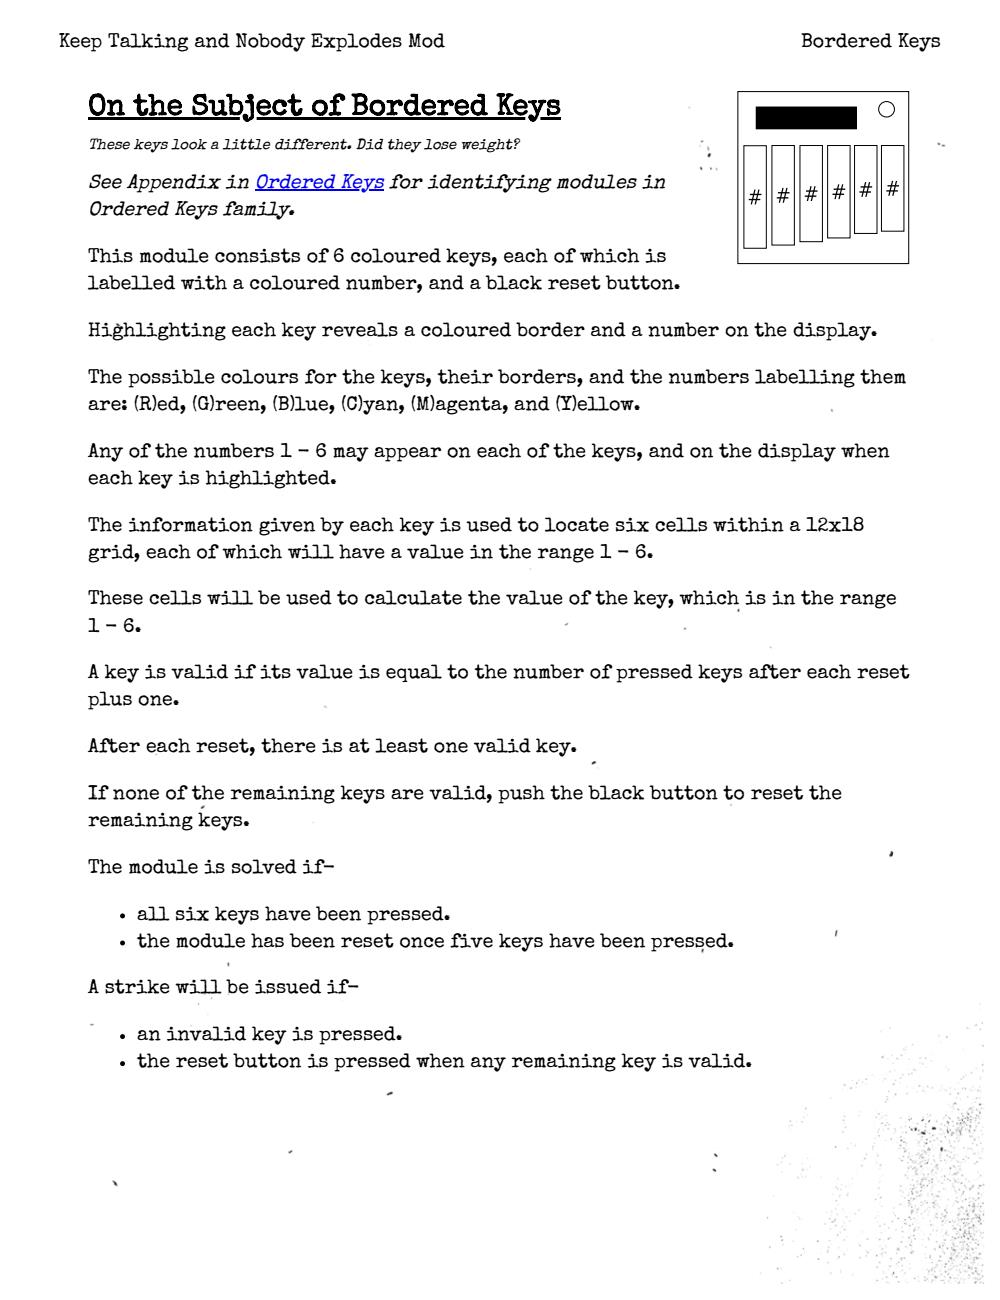 Keep Talking and Nobody Explodes Mod
Bordered Keys
On the Subject of Bordered Keys
These keys look a little different. Did they lose weight?
See Appendix in Ordered Keys for identifying modules in
Ordered Keys family.
# # # # # #
This module consists of 6 coloured keys, each of which is
labelled with a coloured number, and a black reset button.
Highlighting each key reveals a coloured border and a number on the display.
The possible colours for the keys, their borders, and the numbers labelling them
are: (R)ed, (G)reen, (B)lue, (C)yan, (M)agenta, and (Y)ellow.
Any of the numbers 1 – 6 may appear on each of the keys, and on the display when
each key is highlighted.
The information given by each key is used to locate six cells within a 12x18
grid, each of which will have a value in the range 1 – 6.
These cells will be used to calculate the value of the key, which is in the range
1 – 6.
A key is valid if its value is equal to the number of pressed keys after each reset
plus one.
After each reset, there is at least one valid key.
If none of the remaining keys are valid, push the black button to reset the
remaining keys.
The module is solved if–
• all six keys have been pressed.
• the module has been reset once five keys have been pressed.
A strike will be issued if–
• an invalid key is pressed.
• the reset button is pressed when any remaining key is valid.